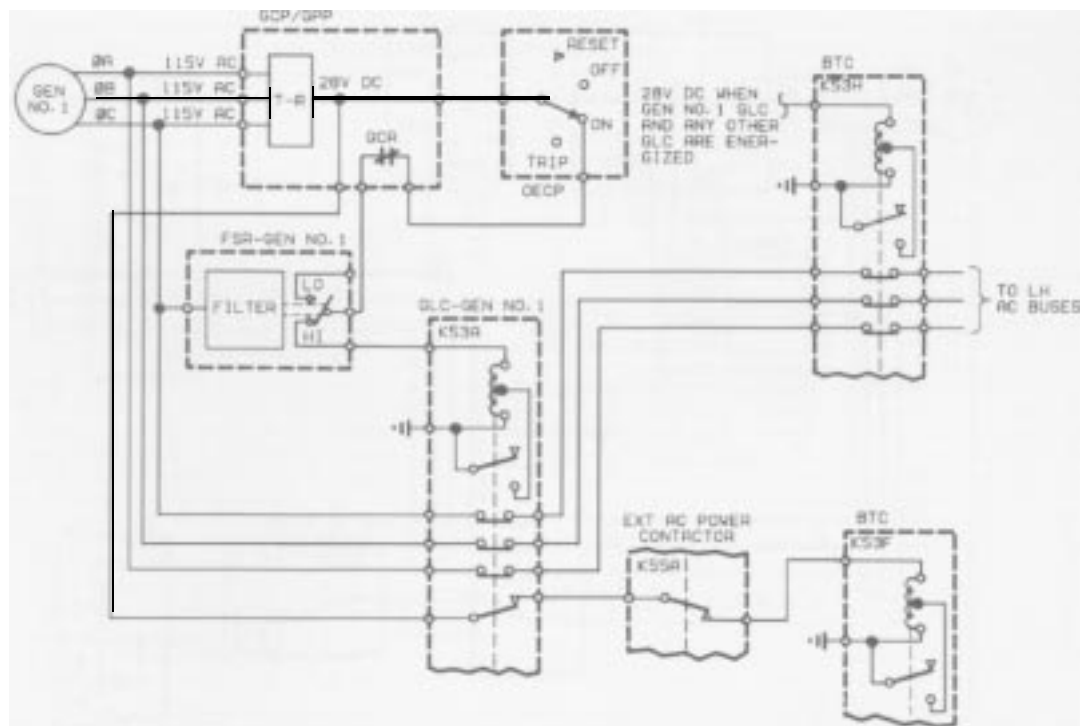 GCP/GPP
GEN
NO.1
ØA
115V AC
ØB
115V AC
ØC
115V AC
T-R
28V DC
GCR
RESET
OFF
ON
TRIP
OECP
28V DC WHEN
GEN NO.1 GLC
AND ANY OTHER
GLC ARE ENER-
GIZED
BTC
K53H
FSR-GEN NO.1
FILTER
LO
HI
GLC-GEN NO.1
K53A
TO LH
AC BUSES
EXT AC POWER
CONTACTOR
K55A
BTC
K53F